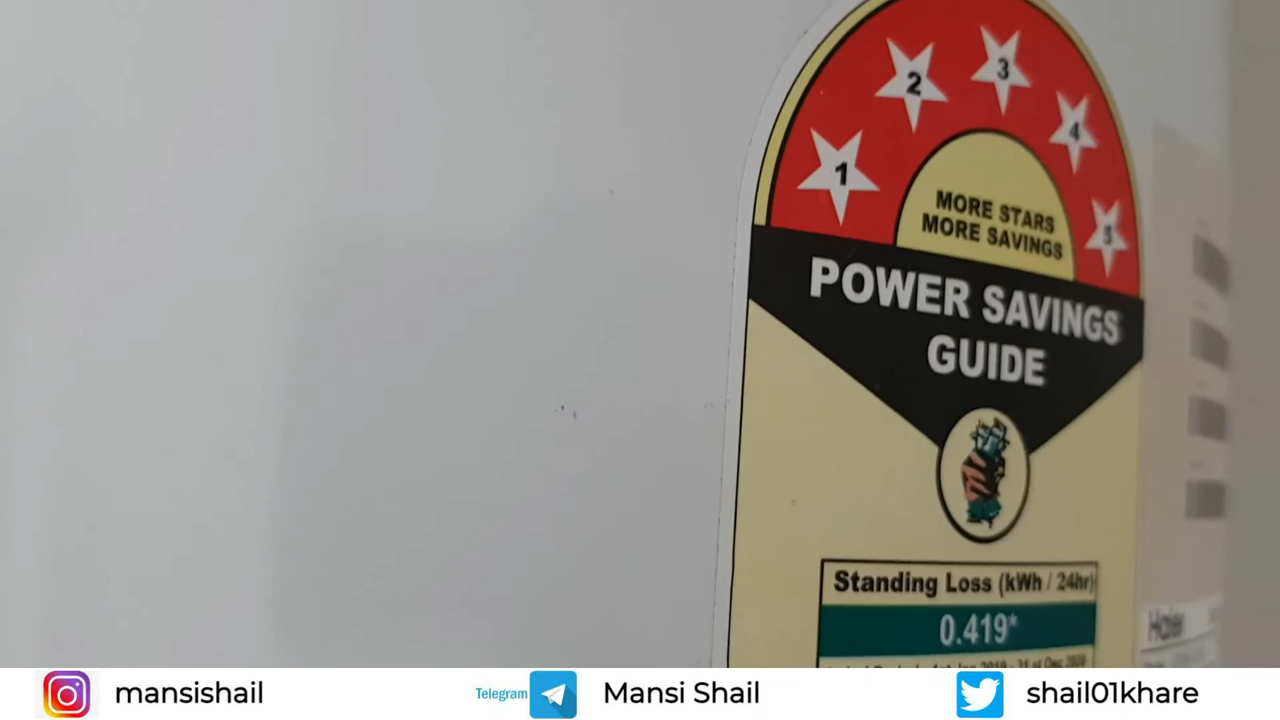 1 2 3 4 5
MORE STARS
MORE SAVINGS
POWER SAVINGS
GUIDE
Standing Loss (kWh / 24hr)
0.419*
Haier
mansishail
Telegram
Mansi Shail
shail01khare